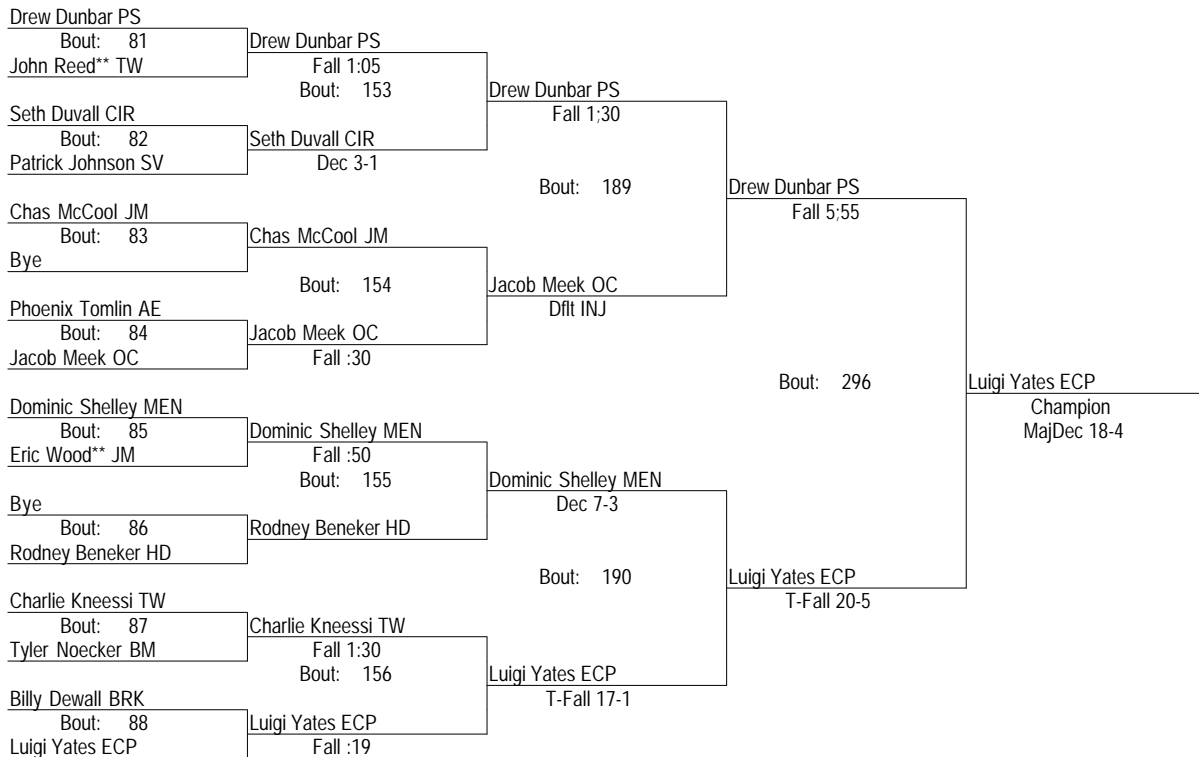 Drew Dunbar PS
Bout: 81
Drew Dunbar PS
John Reed** TW
Fall 1:05
Bout: 153
Drew Dunbar PS
Seth Duvall CIR
Fall 1;30
Bout: 82
Seth Duvall CIR
Patrick Johnson SV
Dec 3-1
Bout: 189
Drew Dunbar PS
Chas McCool JM
Fall 5;55
Bout: 83
Chas McCool JM
Bye
Bout: 154
Jacob Meek OC
Phoenix Tomlin AE
Dflt INJ
Bout: 84
Jacob Meek OC
Jacob Meek OC
Fall :30
Bout: 296
Luigi Yates ECP
Dominic Shelley MEN
Champion
Bout: 85
Dominic Shelley MEN
MajDec 18-4
Eric Wood** JM
Fall :50
Bout: 155
Dominic Shelley MEN
Bye
Dec 7-3
Bout: 86
Rodney Beneker HD
Rodney Beneker HD
Bout: 190
Luigi Yates ECP
Charlie Kneessi TW
T-Fall 20-5
Bout: 87
Charlie Kneessi TW
Tyler Noecker BM
Fall 1:30
Bout: 156
Luigi Yates ECP
Billy Dewall BRK
T-Fall 17-1
Bout: 88
Luigi Yates ECP
Luigi Yates ECP
Fall :19